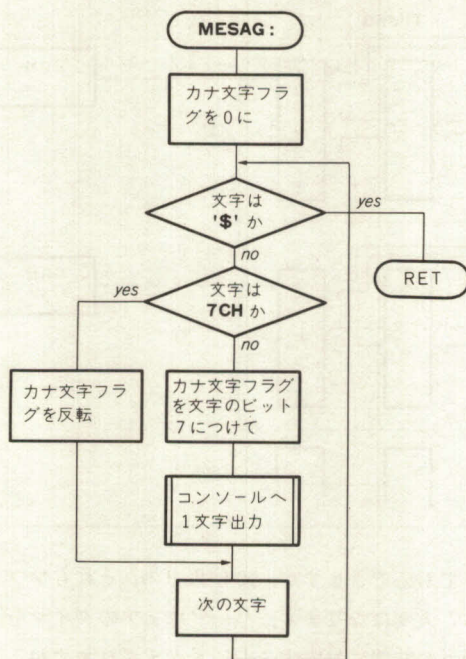 MESAG:
カナ文字フラ
グを0に
文字は
'$' か
yes
no
RET
文字は
7CH か
yes
no
カナ文字フラ
グを反転
カナ文字フラグ
を文字のビット
7につけて
コンソールへ
1文字出力
次の文字